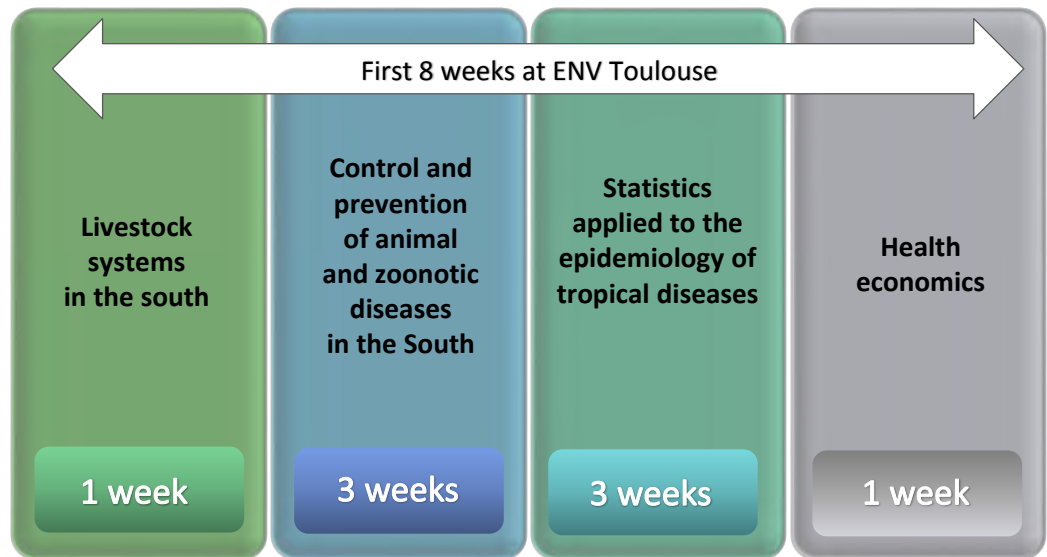 First 8 weeks at ENV Toulouse
Livestock
systems
in the south
1 week
Control and
prevention
of animal
and zoonotic
diseases
in the South
3 weeks
Statistics
applied to the
epidemiology of
tropical diseases
3 weeks
Health
economics
1 week